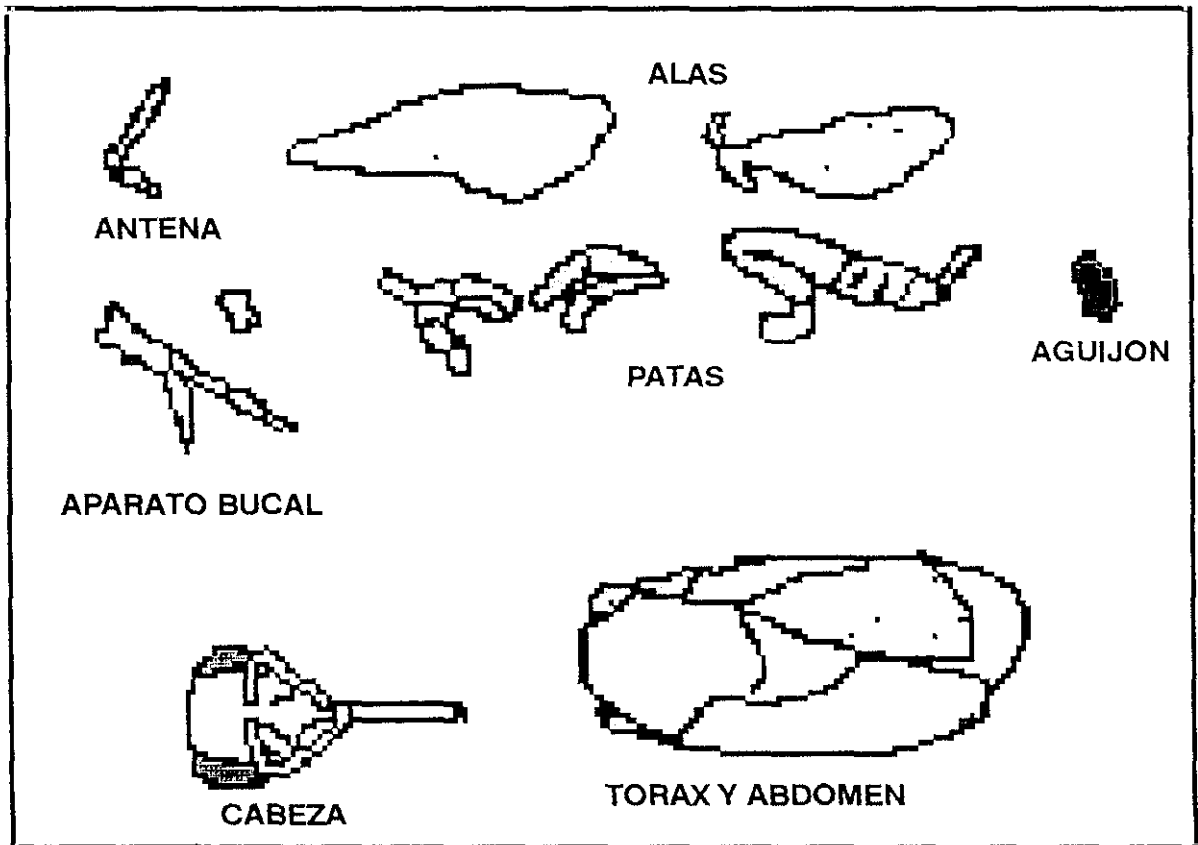 ALAS
ANTENA
PATAS
AGUIJON
APARATO BUCAL
CABEZA
TORAX Y ABDOMEN